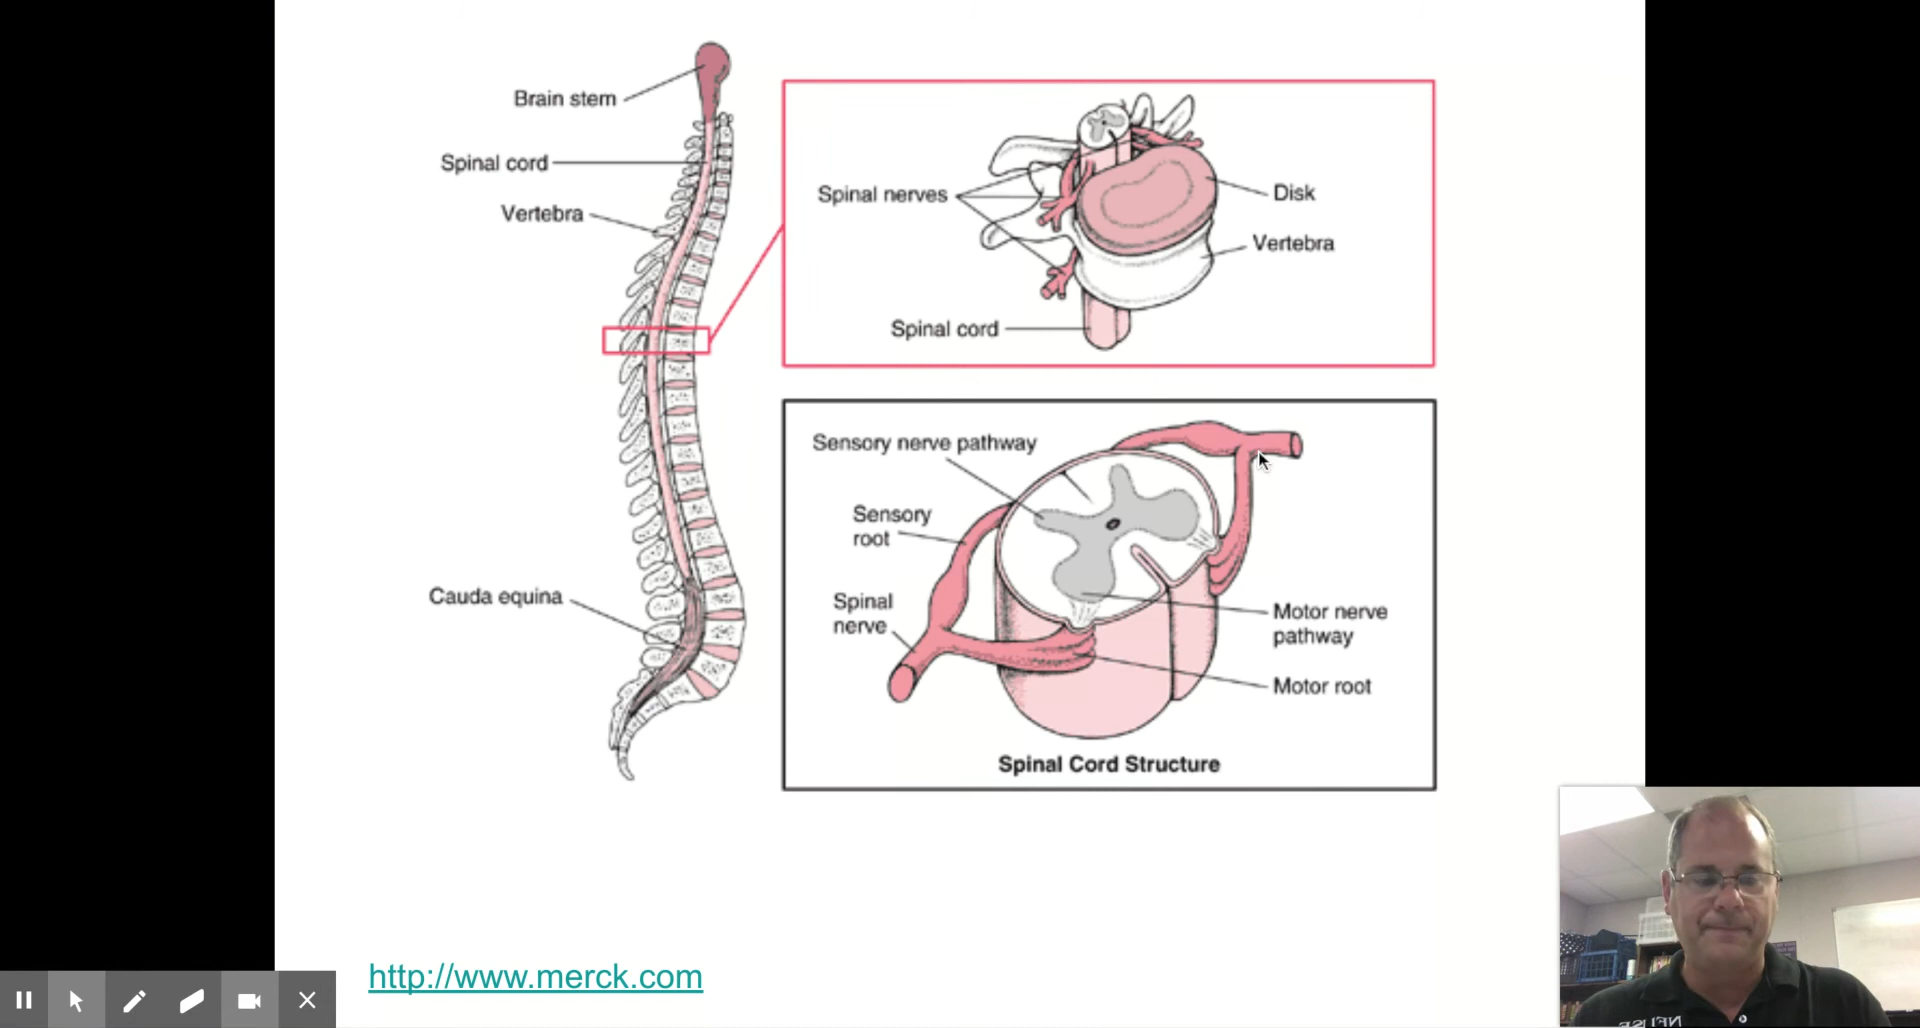 Brain stem
Spinal cord
Vertebra
Cauda equina
Spinal nerves
Disk
Vertebra
Spinal cord
Sensory nerve pathway
Sensory
root
Spinal
nerve
Motor nerve
pathway
Motor root
Spinal Cord Structure
http://www.merck.com